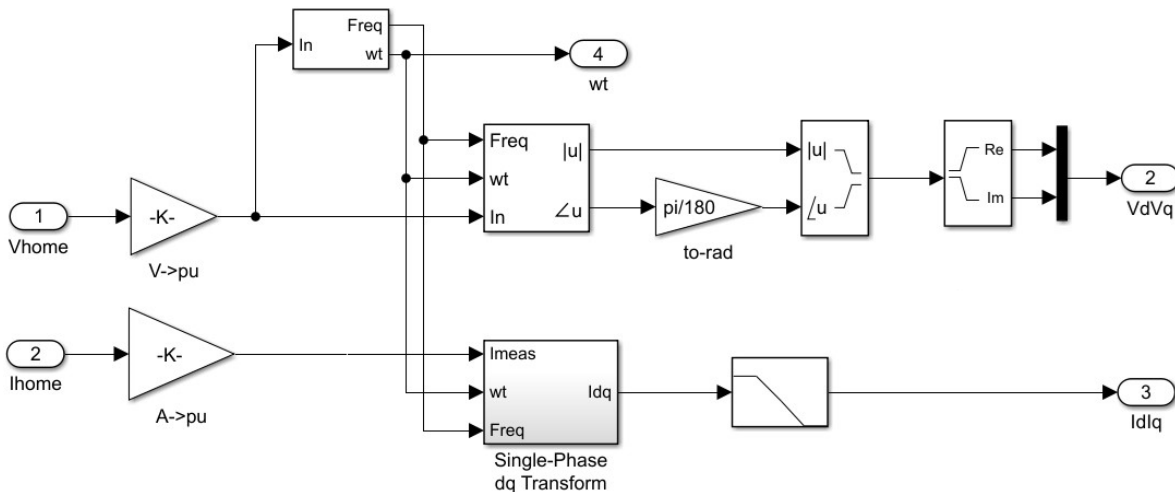 In
Freq
wt
4
wt
Freq
wt
In
|u|
∠u
pi/180
to-rad
|u|
∠u
Re
Im
2
VdVq
1
Vhome
-K-
V->pu
2
Ihome
-K-
A->pu
Imeas
wt
Freq
Idq
Single-Phase
dq Transform
3
IdIq